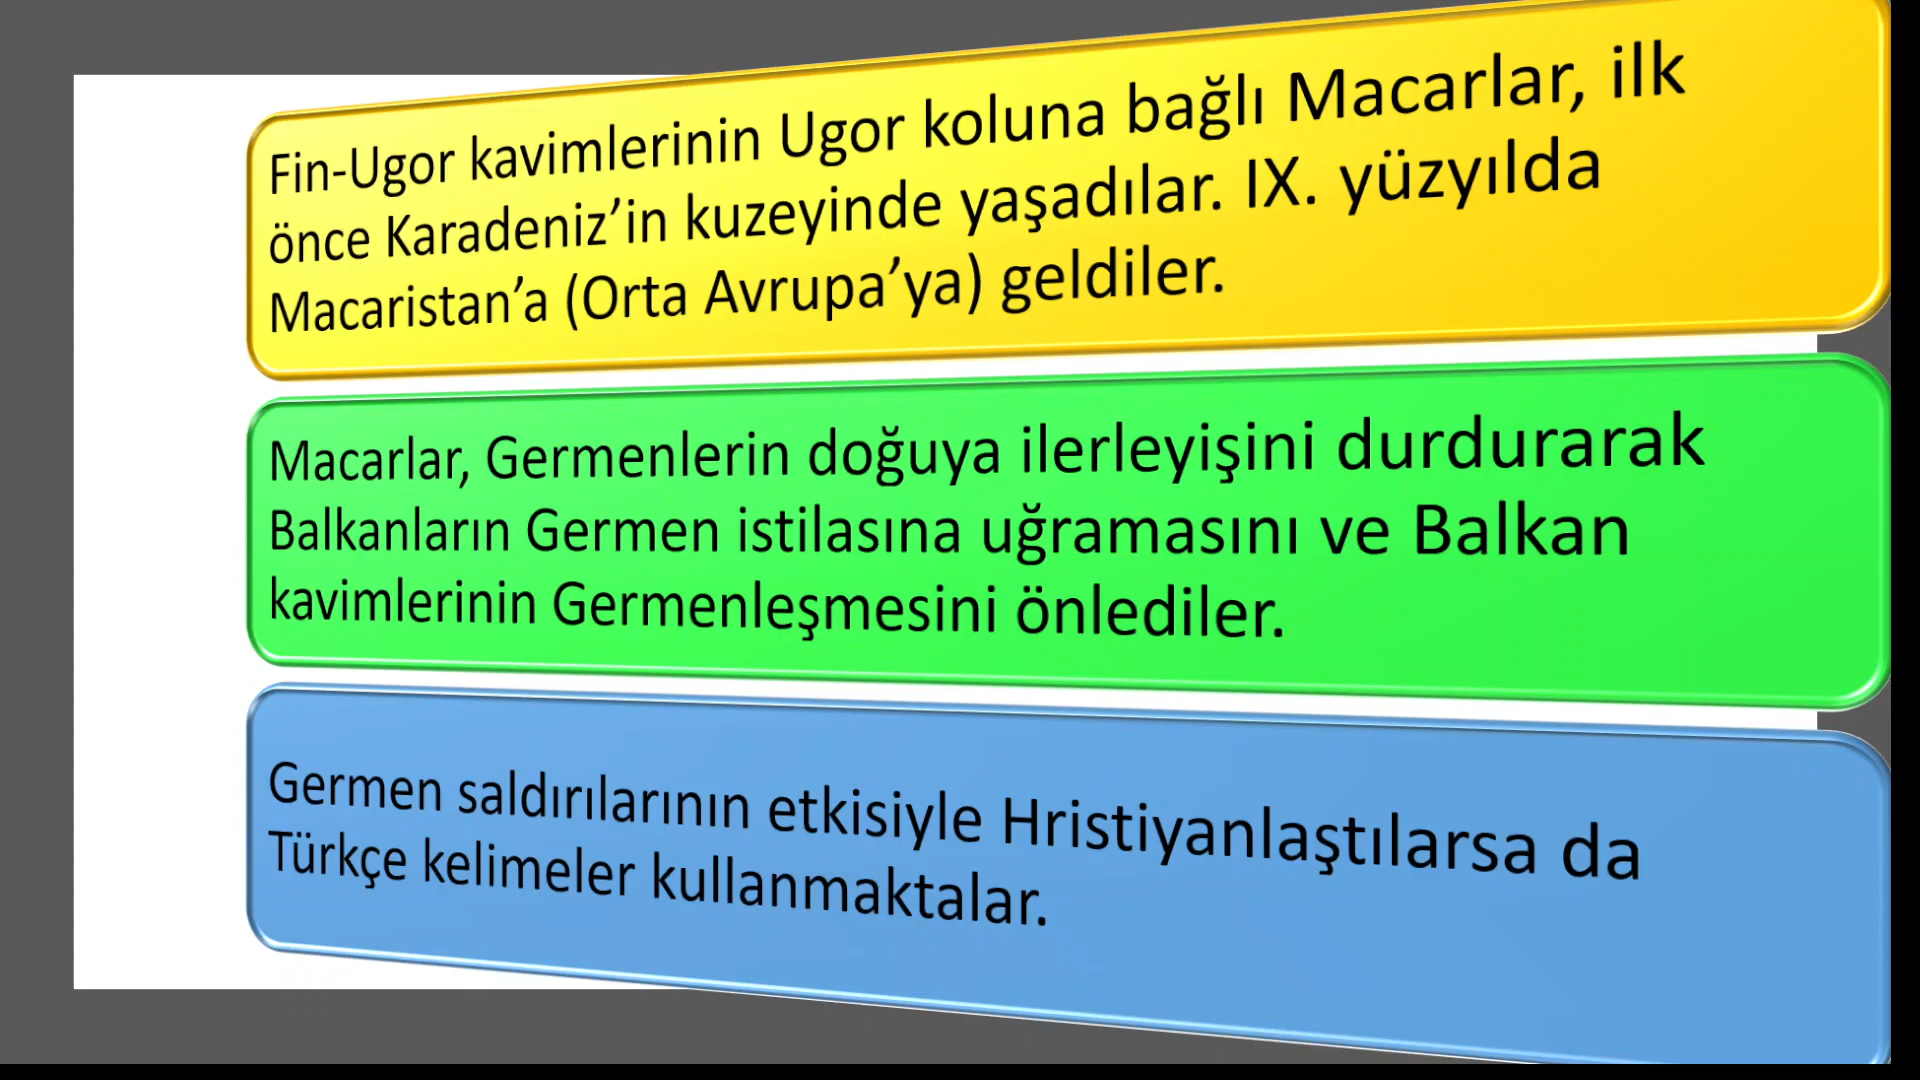 Fin-Ugor kavimlerinin Ugor koluna bağlı Macarlar, ilk
önce Karadeniz’in kuzeyinde yaşadılar. IX. yüzyılda
Macaristan’a (Orta Avrupa’ya) geldiler.
Macarlar, Germenlerin doğuya ilerleyişini durdurarak
Balkanların Germen istilasına uğramasını ve Balkan
kavimlerinin Germenleşmesini önlediler.
Germen saldırılarının etkisiyle Hristiyanlaştılarsa da
Türkçe kelimeler kullanmaktalar.